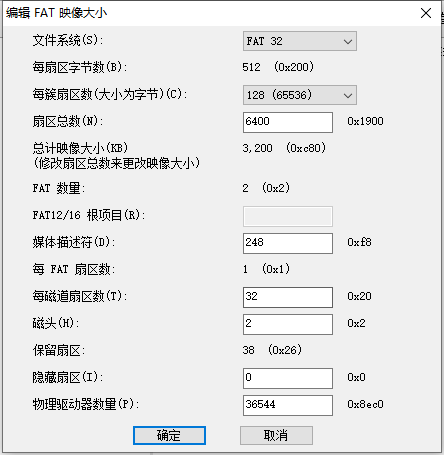 编辑 FAT 映像大小
文件系统(S): FAT 32
每扇区字节数(B): 512 (0x200)
每簇扇区数(大小为字节)(C): 128 (65536)
扇区总数(N): 6400 0x1900
总计映像大小(KB) 3,200 (0xc80)
(修改扇区总数来更改映像大小)
FAT 数量: 2 (0x2)
FAT12/16 根项目(R):
媒体描述符(D): 248 0xf8
每 FAT 扇区数: 1 (0x1)
每磁道扇区数(T): 32 0x20
磁头(H): 2 0x2
保留扇区: 38 (0x26)
隐藏扇区(I): 0 0x0
物理驱动器数量(P): 36544 0x8ec0
确定 取消